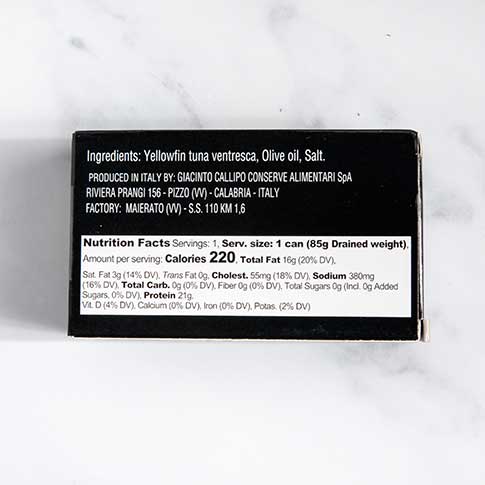 Ingredients: Yellowfin tuna ventresca, Olive oil, Salt.
PRODUCED IN ITALY BY: GIACINTO CALLIPO CONSERVE ALIMENTARI SpA
RIVIERA PRANGI 156 - PIZZO (VV) - CALABRIA - ITALY
FACTORY: MAIERATO (VV) - S.S. 110 KM 1,6
Nutrition Facts Servings: 1, Serv. size: 1 can (85g Drained weight),
Amount per serving: Calories 220, Total Fat 16g (20% DV),
Sat. Fat 3g (14% DV), Trans Fat 0g, Cholest. 55mg (18% DV), Sodium 380mg
(16% DV), Total Carb. 0g (0% DV), Fiber 0g (0% DV), Total Sugars 0g (Incl. 0g Added
Sugars, 0% DV), Protein 21g,
Vit. D (4% DV), Calcium (0% DV), Iron (0% DV), Potas. (2% DV)